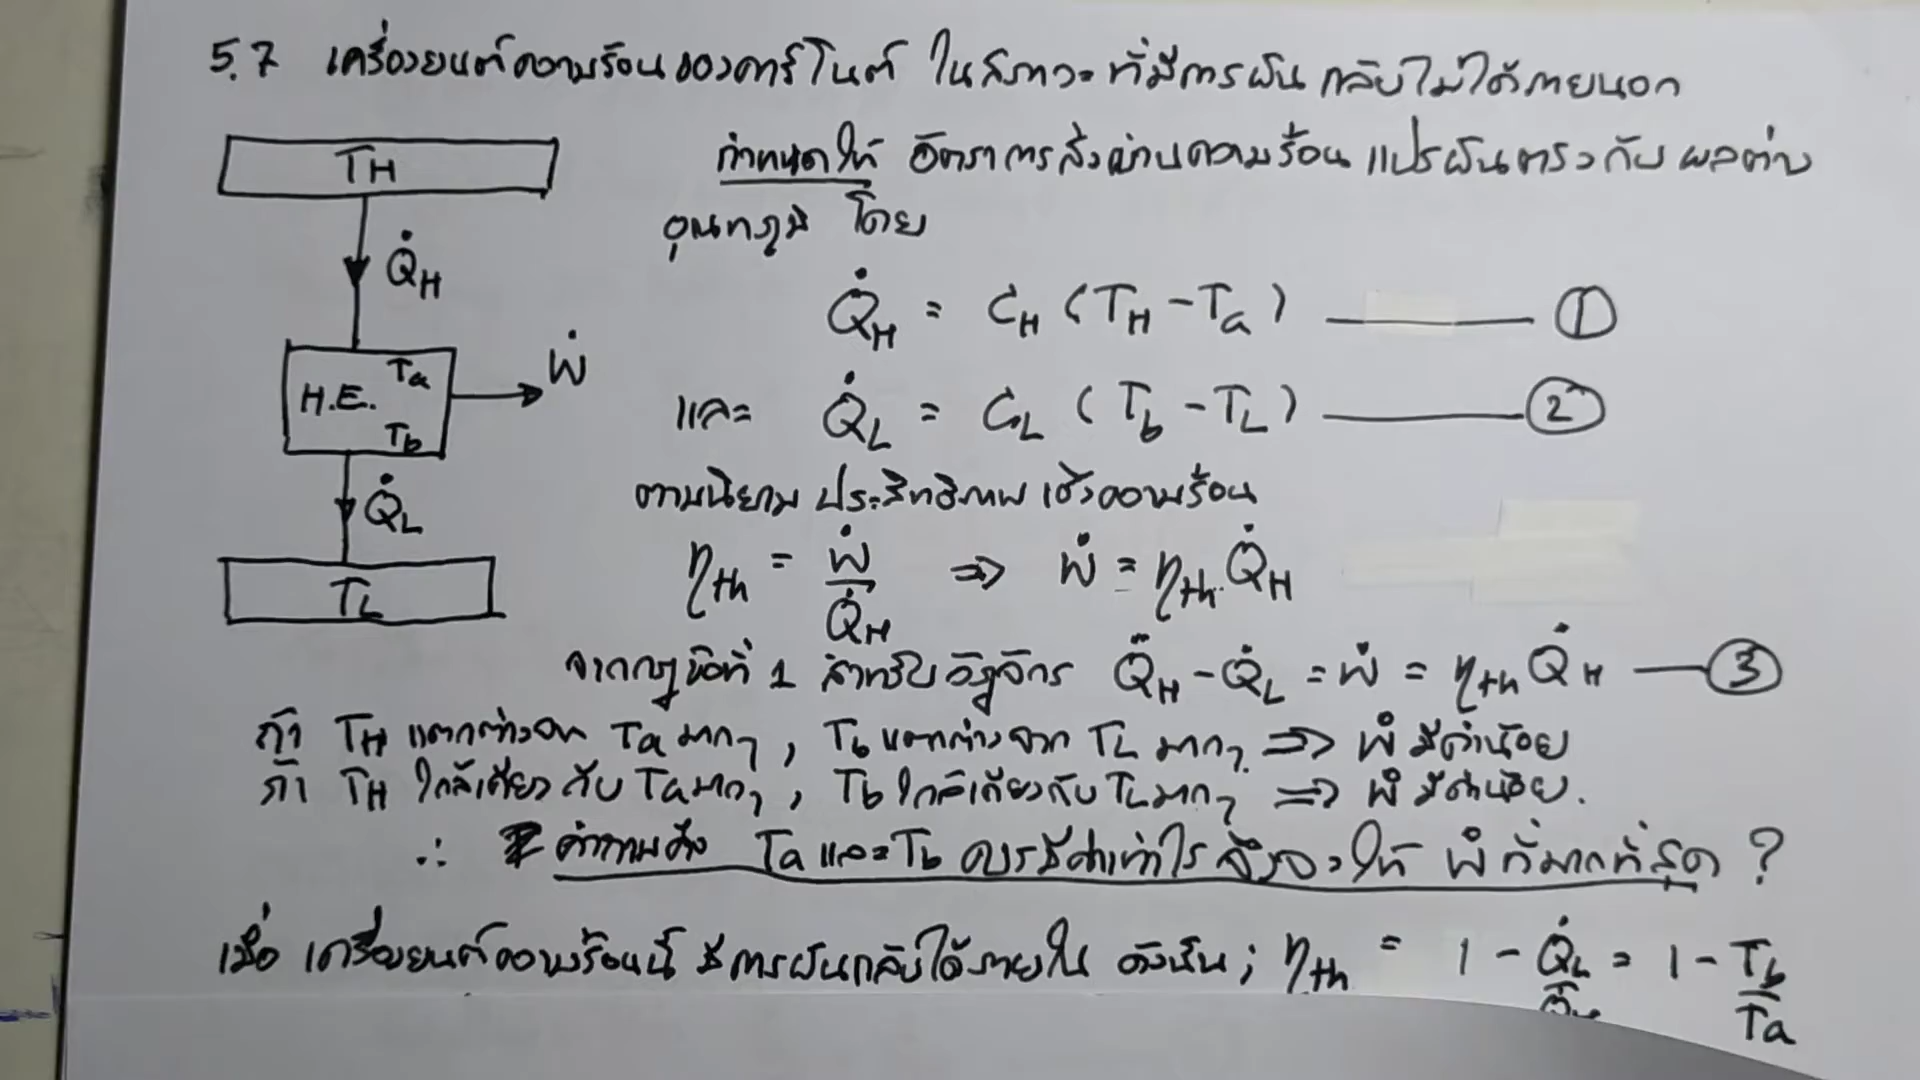 5.7 เครื่องยนต์ความร้อนของคาร์โนต์ ในสภาวะที่มีการผันกลับไม่ได้ภายนอก
TH
กำหนดให้ อัตราการส่งผ่านความร้อน แปรผันตรงกับ ผลต่าง
อุณหภูมิ โดย
Q̇H
Q̇H = CH (TH - Ta) ——— ①
Ta
H.E.
Tb
Ẇ
และ Q̇L = CL (Tb - TL) ——— ②
Q̇L
ตามนิยาม ประสิทธิภาพเชิงความร้อน
TL
ηth = Ẇ/Q̇H ⇒ Ẇ = ηth Q̇H
จากกฎข้อที่ 1 สำหรับวัฏจักร Q̇H - Q̇L = Ẇ = ηth Q̇H — ③
ถ้า TH แตกต่างจาก Ta มากๆ, Tb แตกต่างจาก TL มากๆ ⇒ Ẇ มีค่าน้อย
ถ้า TH ใกล้เคียงกับ Ta มากๆ, Tb ใกล้เคียงกับ TL มากๆ ⇒ Ẇ มีค่าน้อย.
∴ คำถามคือ Ta และ Tb ควรมีค่าเท่าไร จึงจะให้ Ẇ ที่มากที่สุด ?
เมื่อ เครื่องยนต์ความร้อนนี้ มีการผันกลับได้ภายใน ดังนั้น; ηth = 1 - Q̇L/Q̇H = 1 - Tb/Ta